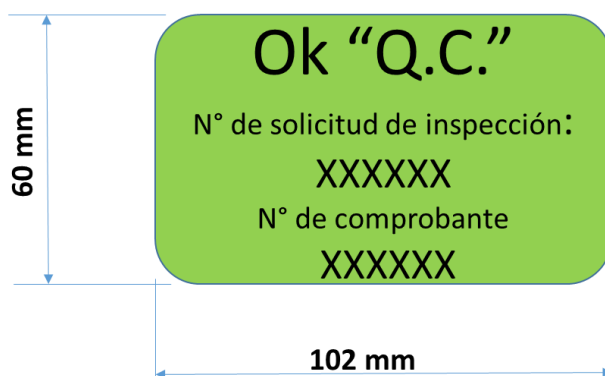 Ok “Q.C.”
N° de solicitud de inspección:
XXXXXX
N° de comprobante
XXXXXX
60 mm
102 mm